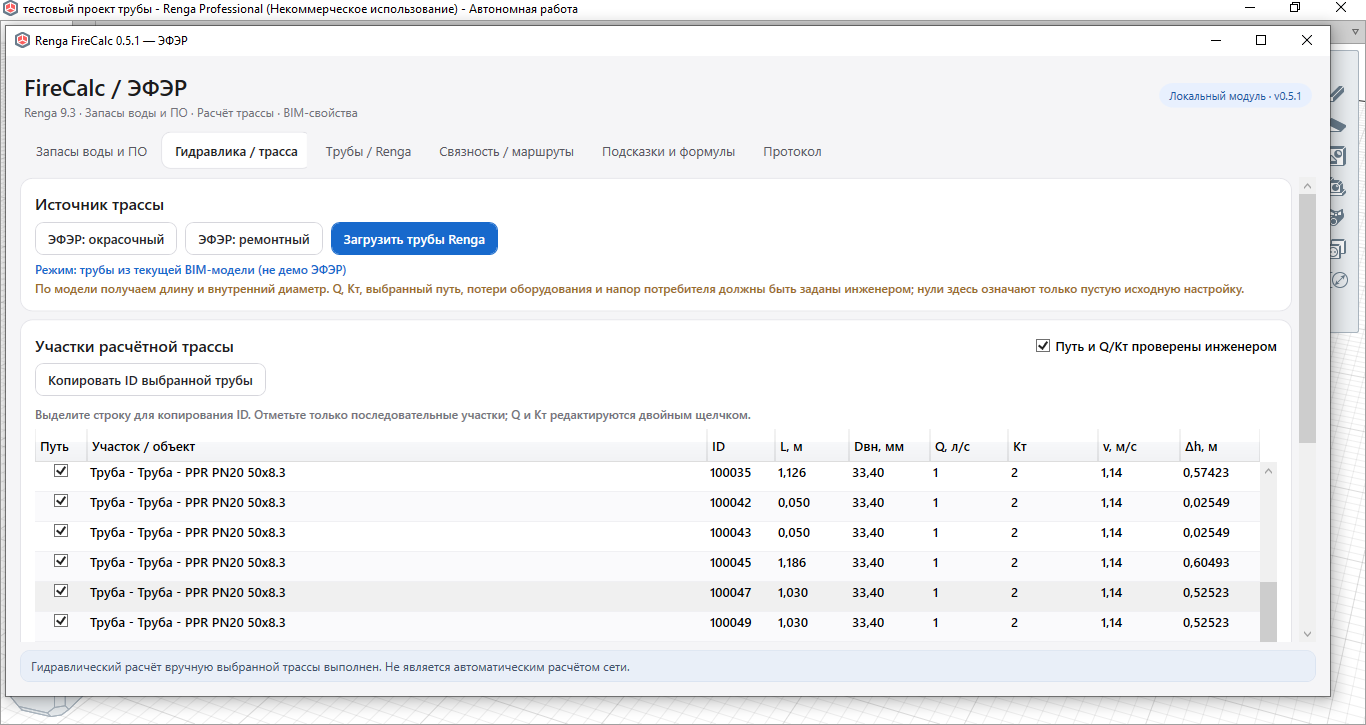 тестовый проект трубы - Renga Professional (Некоммерческое использование) - Автономная работа
Renga FireCalc 0.5.1 — ЭФЭР
FireCalc / ЭФЭР
Renga 9.3 · Запасы воды и ПО · Расчёт трассы · BIM-свойства
Локальный модуль · v0.5.1
Запасы воды и ПО Гидравлика / трасса Трубы / Renga Связность / маршруты Подсказки и формулы Протокол
Источник трассы
ЭФЭР: окрасочный ЭФЭР: ремонтный Загрузить трубы Renga
Режим: трубы из текущей BIM-модели (не демо ЭФЭР)
По модели получаем длину и внутренний диаметр. Q, Кт, выбранный путь, потери оборудования и напор потребителя должны быть заданы инженером; нули здесь означают только пустую исходную настройку.
Участки расчётной трассы
Путь и Q/Кт проверены инженером
Копировать ID выбранной трубы
Выделите строку для копирования ID. Отметьте только последовательные участки; Q и Кт редактируются двойным щелчком.
Путь Участок / объект ID L, м Dвн, мм Q, л/с Кт v, м/с Δh, м
Труба - Труба - PPR PN20 50x8.3 100035 1,126 33,40 1 2 1,14 0,57423
Труба - Труба - PPR PN20 50x8.3 100042 0,050 33,40 1 2 1,14 0,02549
Труба - Труба - PPR PN20 50x8.3 100043 0,050 33,40 1 2 1,14 0,02549
Труба - Труба - PPR PN20 50x8.3 100045 1,186 33,40 1 2 1,14 0,60493
Труба - Труба - PPR PN20 50x8.3 100047 1,030 33,40 1 2 1,14 0,52523
Труба - Труба - PPR PN20 50x8.3 100049 1,030 33,40 1 2 1,14 0,52523
Гидравлический расчёт вручную выбранной трассы выполнен. Не является автоматическим расчётом сети.